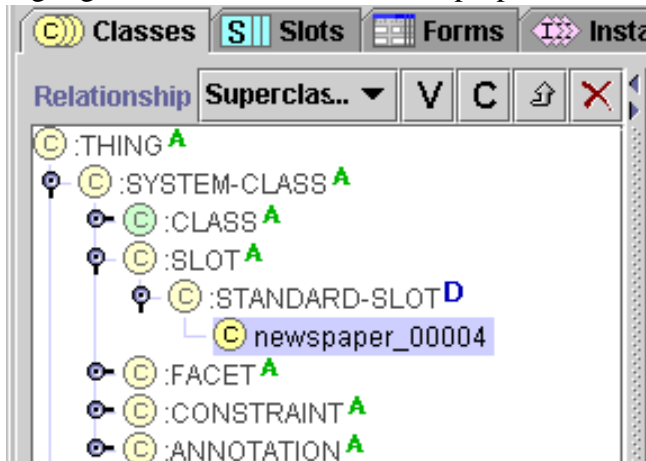 C Classes S Slots Forms I Insta
Relationship Superclas... V C
C :THING A
C :SYSTEM-CLASS A
C :CLASS A
C :SLOT A
C :STANDARD-SLOT D
C newspaper_00004
C :FACET A
C :CONSTRAINT A
C :ANNOTATION A